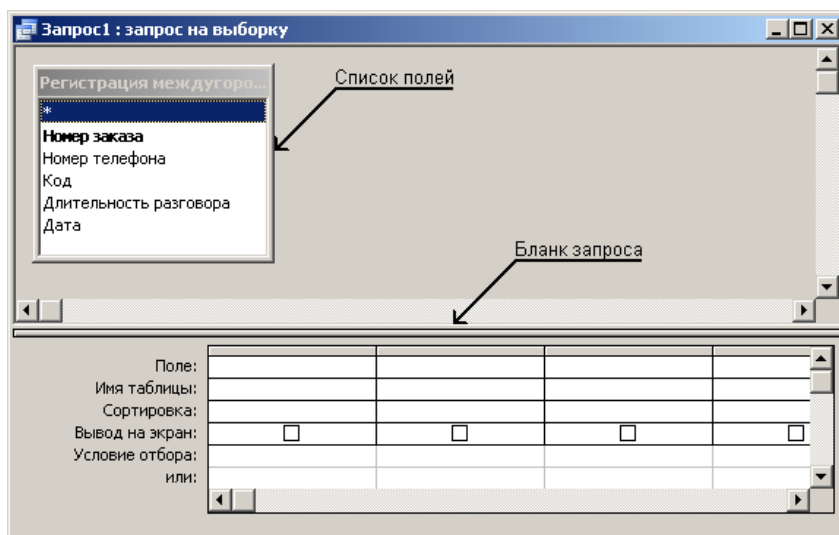 Запрос1 : запрос на выборку
Регистрация междугоро...
Список полей
*
Номер заказа
Номер телефона
Код
Длительность разговора
Дата
Бланк запроса
Поле:
Имя таблицы:
Сортировка:
Вывод на экран:
Условие отбора:
или: